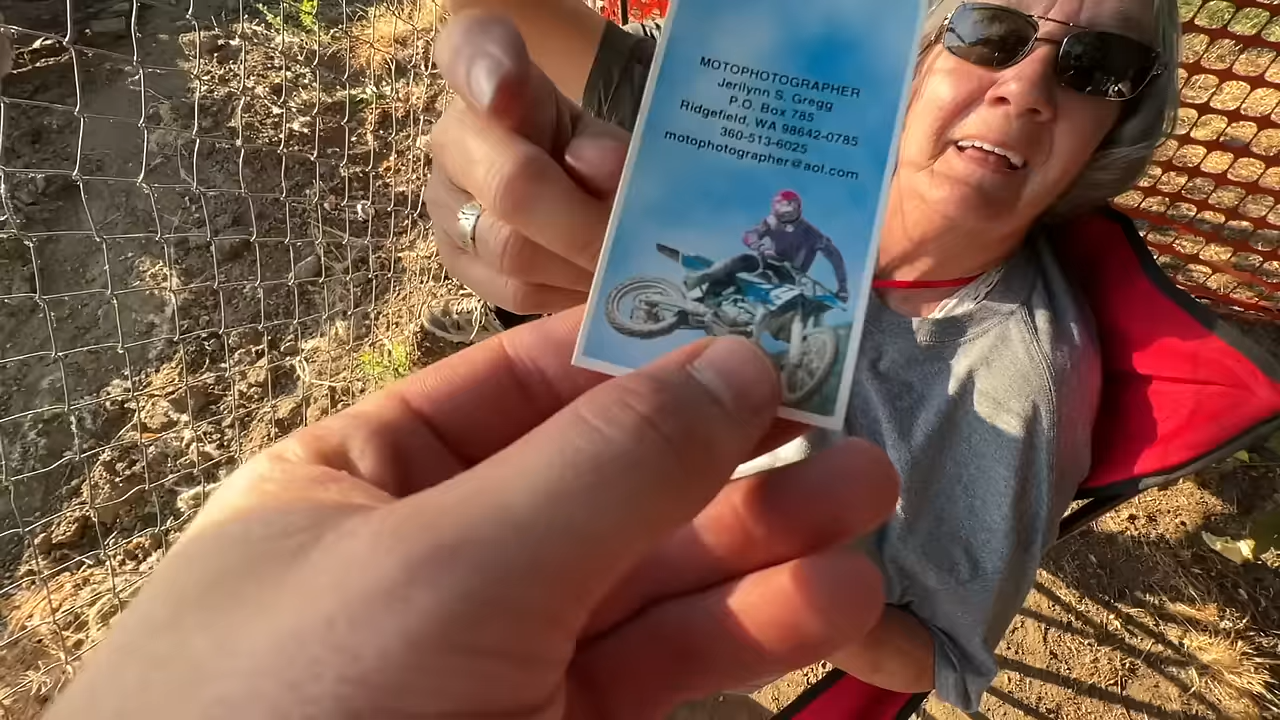 MOTOPHOTOGRAPHER
Jerilynn S. Gregg
P.O. Box 785
Ridgefield, WA 98642-0785
360-513-6025
motophotographer@aol.com